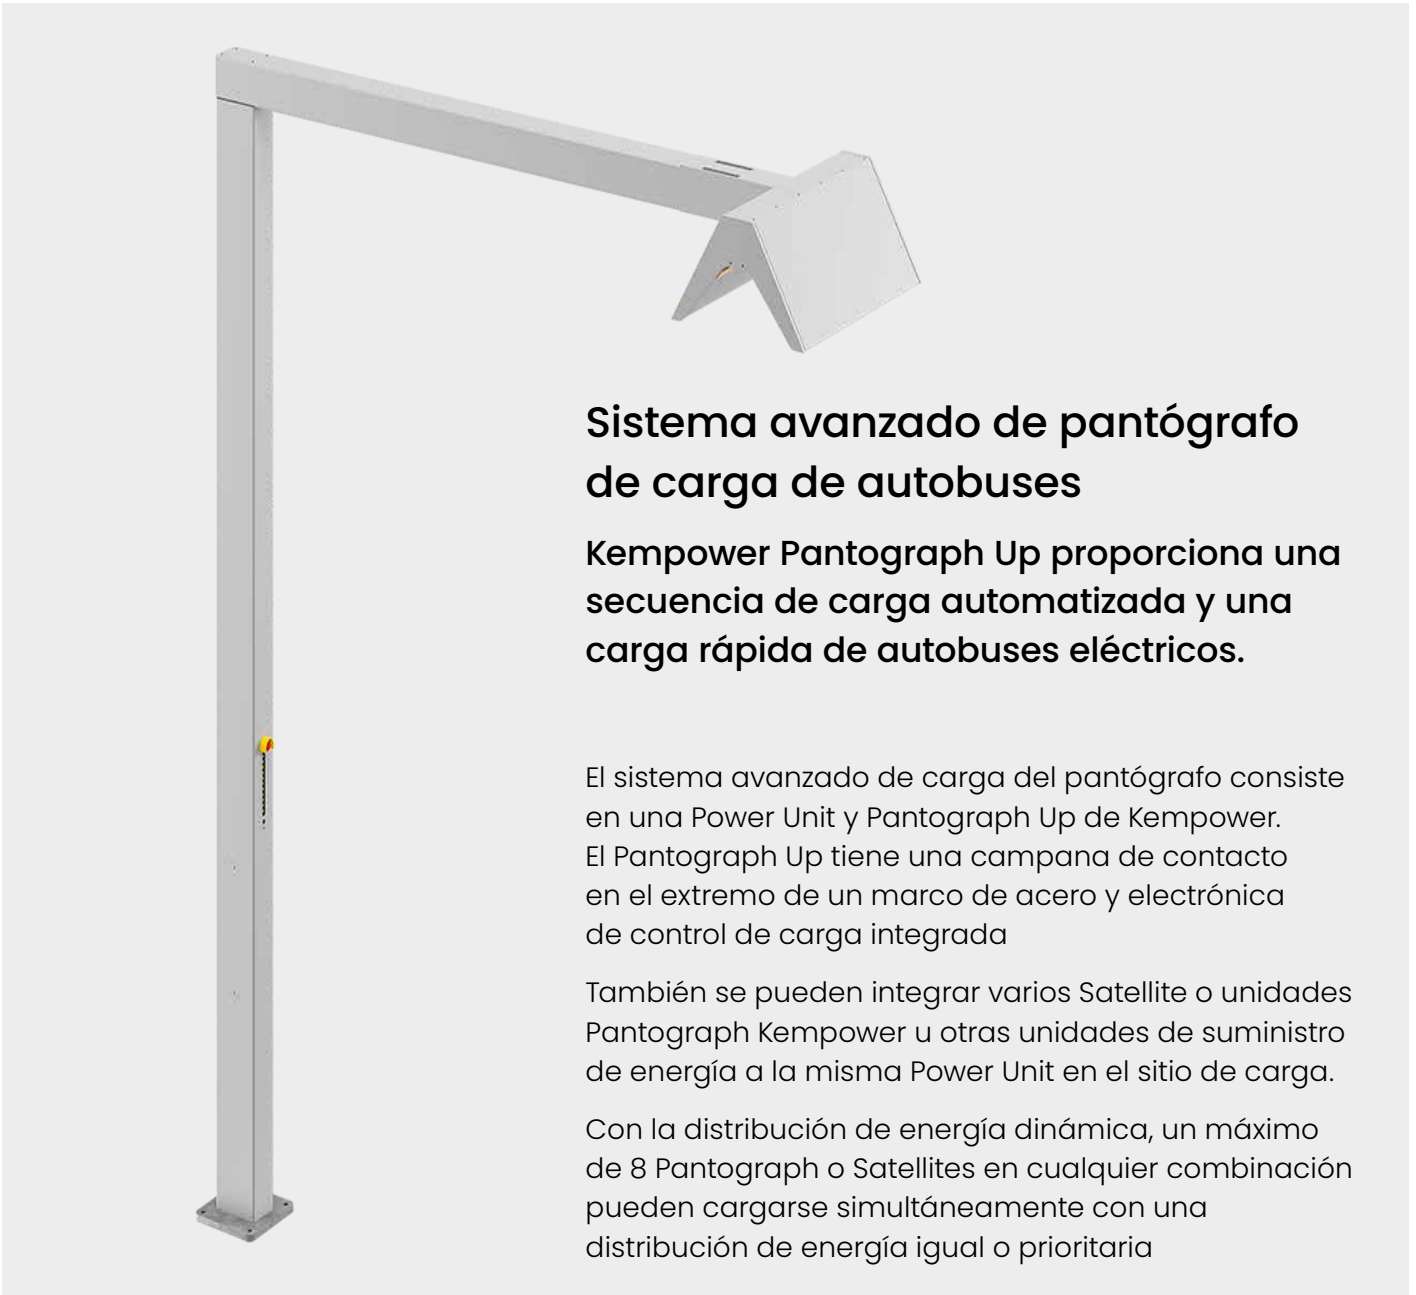 Sistema avanzado de pantógrafo
de carga de autobuses
Kempower Pantograph Up proporciona una
secuencia de carga automatizada y una
carga rápida de autobuses eléctricos.
El sistema avanzado de carga del pantógrafo consiste
en una Power Unit y Pantograph Up de Kempower.
El Pantograph Up tiene una campana de contacto
en el extremo de un marco de acero y electrónica
de control de carga integrada
También se pueden integrar varios Satellite o unidades
Pantograph Kempower u otras unidades de suministro
de energía a la misma Power Unit en el sitio de carga.
Con la distribución de energía dinámica, un máximo
de 8 Pantograph o Satellites en cualquier combinación
pueden cargarse simultáneamente con una
distribución de energía igual o prioritaria